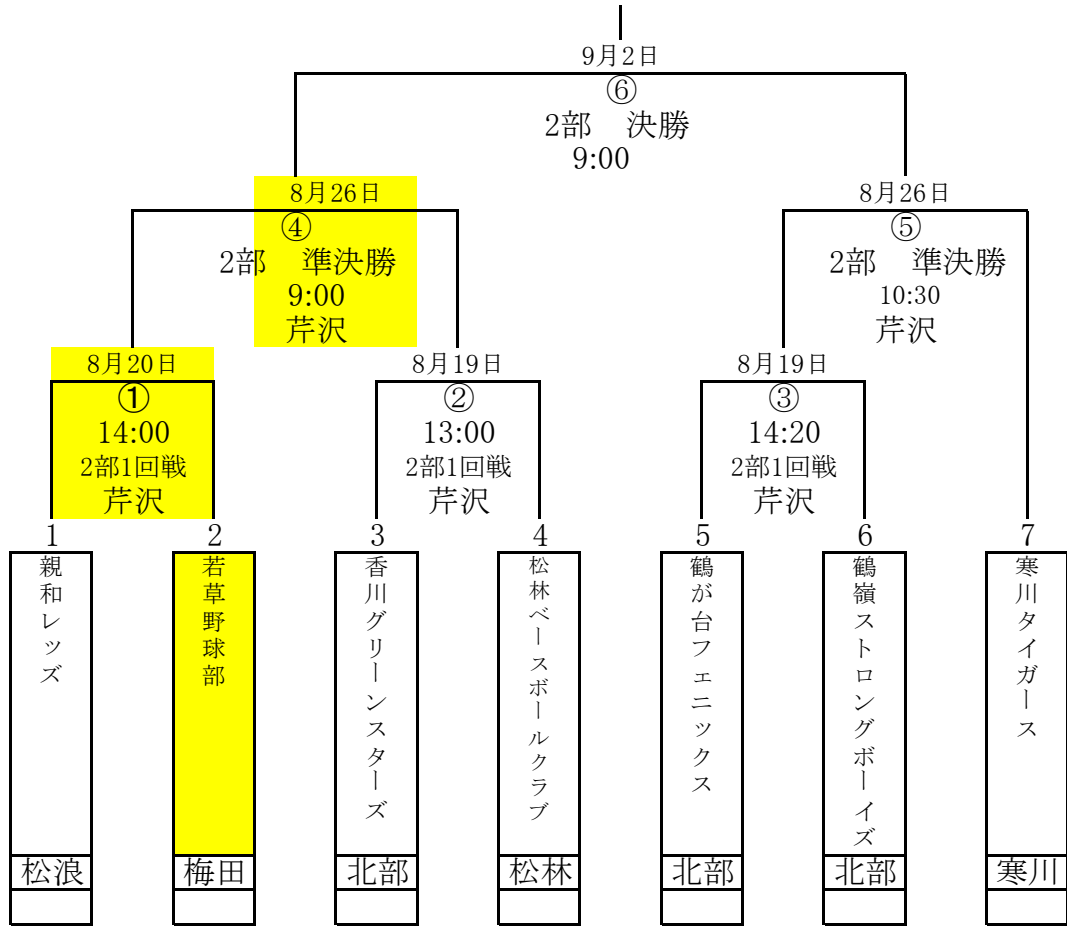 9月2日
⑥
2部 決勝
9:00
8月26日
④
2部 準決勝
9:00
芹沢
8月26日
⑤
2部 準決勝
10:30
芹沢
8月20日
①
14:00
2部1回戦
芹沢
8月19日
②
13:00
2部1回戦
芹沢
8月19日
③
14:20
2部1回戦
芹沢
1
親和レッズ
松浪
2
若草野球部
梅田
3
香川グリーンスターズ
北部
4
松林ベースボールクラブ
松林
5
鶴が台フェニックス
北部
6
鶴嶺ストロングボーイズ
北部
7
寒川タイガース
寒川